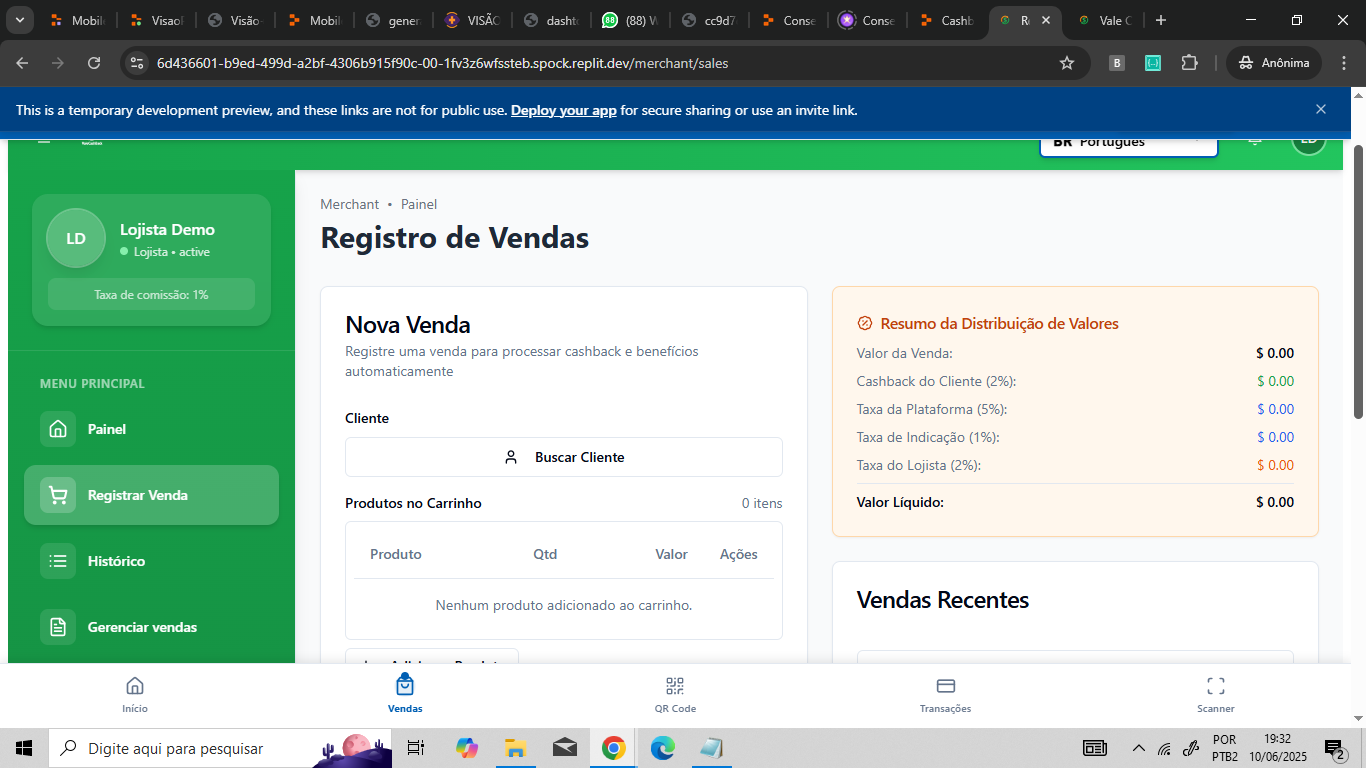 Mobile
VisaoI
Visão-
Mobile
gener
VISÃO
dashb
(88) W
cc9d7
Conse
Conse
Cashb
Re
Vale C
6d436601-b9ed-499d-a2bf-4306b915f90c-00-1fv3z6wfssteb.spock.replit.dev/merchant/sales
Anônima
This is a temporary development preview, and these links are not for public use. Deploy your app for secure sharing or use an invite link.
BR Português
LD
LD
Lojista Demo
Lojista • active
Taxa de comissão: 1%
MENU PRINCIPAL
Painel
Registrar Venda
Histórico
Gerenciar vendas
Merchant • Painel
Registro de Vendas
Nova Venda
Registre uma venda para processar cashback e benefícios
automaticamente
Cliente
Buscar Cliente
Produtos no Carrinho 0 itens
Produto Qtd Valor Ações
Nenhum produto adicionado ao carrinho.
Resumo da Distribuição de Valores
Valor da Venda: $ 0.00
Cashback do Cliente (2%): $ 0.00
Taxa da Plataforma (5%): $ 0.00
Taxa de Indicação (1%): $ 0.00
Taxa do Lojista (2%): $ 0.00
Valor Líquido: $ 0.00
Vendas Recentes
Início
Vendas
QR Code
Transações
Scanner
Digite aqui para pesquisar
POR
PTB2
19:32
10/06/2025
2